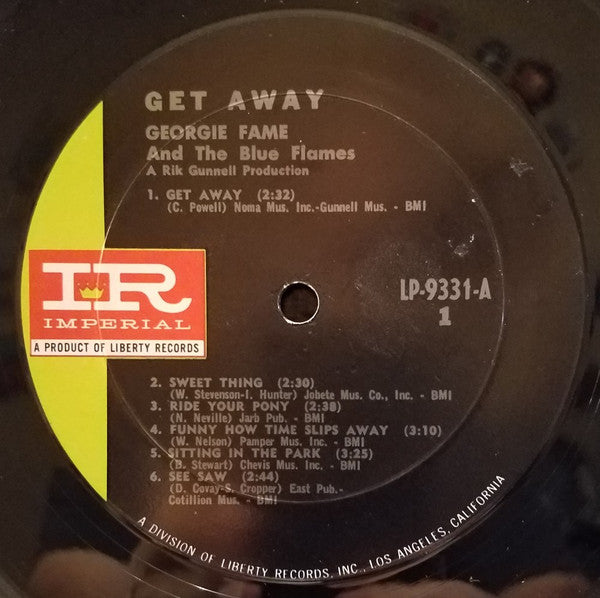 GET AWAY
GEORGIE FAME
And The Blue Flames
A Rik Gunnell Production
1. GET AWAY (2:32)
(C. Powell) Noma Mus. Inc.-Gunnell Mus. - BMI
IR
IMPERIAL
A PRODUCT OF LIBERTY RECORDS
LP-9331-A
1
2. SWEET THING (2:30)
(W. Stevenson-I. Hunter) Jobete Mus. Co., Inc. - BMI
3. RIDE YOUR PONY (2:38)
(N. Neville) Jarb Pub. - BMI
4. FUNNY HOW TIME SLIPS AWAY (3:10)
(W. Nelson) Pamper Mus. Inc. - BMI
5. SITTING IN THE PARK (3:25)
(B. Stewart) Chevis Mus. Inc. - BMI
6. SEE SAW (2:44)
(D. Covay-S. Cropper) East Pub.-
Cotillion Mus. - BMI
A DIVISION OF LIBERTY RECORDS, INC., LOS ANGELES, CALIFORNIA